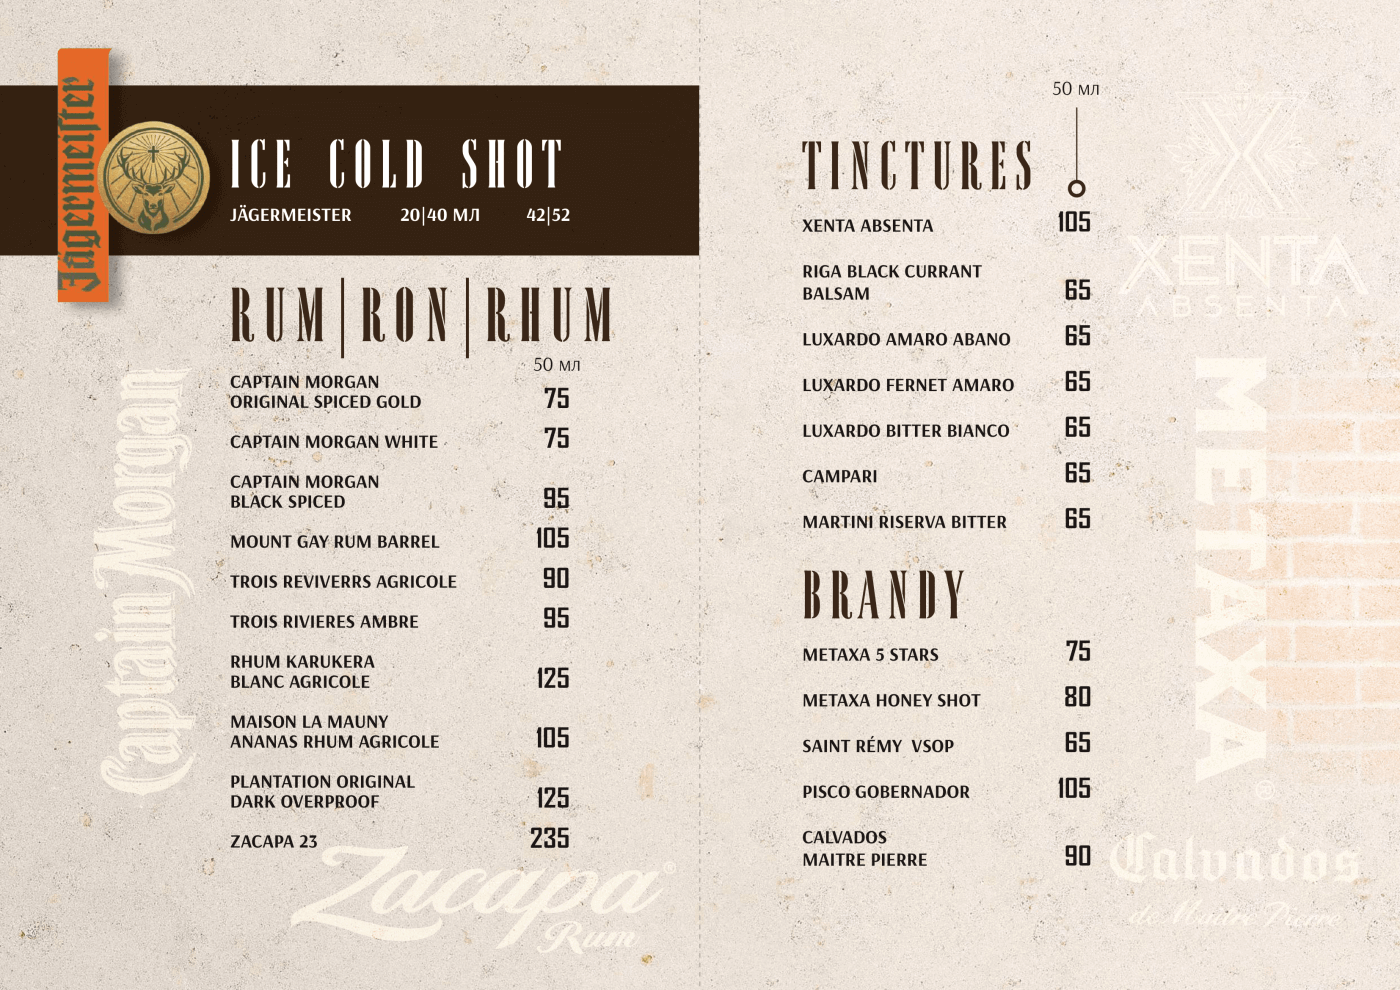 Jägermeister
ICE COLD SHOT
JÄGERMEISTER 20|40 МЛ 42|52
RUM|RON|RHUM
50 мл
CAPTAIN MORGAN
ORIGINAL SPICED GOLD 75
CAPTAIN MORGAN WHITE 75
CAPTAIN MORGAN
BLACK SPICED 95
MOUNT GAY RUM BARREL 105
TROIS REVIVERRS AGRICOLE 90
TROIS RIVIERES AMBRE 95
RHUM KARUKERA
BLANC AGRICOLE 125
MAISON LA MAUNY
ANANAS RHUM AGRICOLE 105
PLANTATION ORIGINAL
DARK OVERPROOF 125
ZACAPA 23 235
Captain Morgan
Zacapa®
Rum
50 мл
TINCTURES
XENTA ABSENTA 105
RIGA BLACK CURRANT
BALSAM 65
LUXARDO AMARO ABANO 65
LUXARDO FERNET AMARO 65
LUXARDO BITTER BIANCO 65
CAMPARI 65
MARTINI RISERVA BITTER 65
BRANDY
METAXA 5 STARS 75
METAXA HONEY SHOT 80
SAINT RÉMY VSOP 65
PISCO GOBERNADOR 105
CALVADOS
MAITRE PIERRE 90
XENTA
ABSENTA
METAXA®
Calvados
de Maitre Pierre